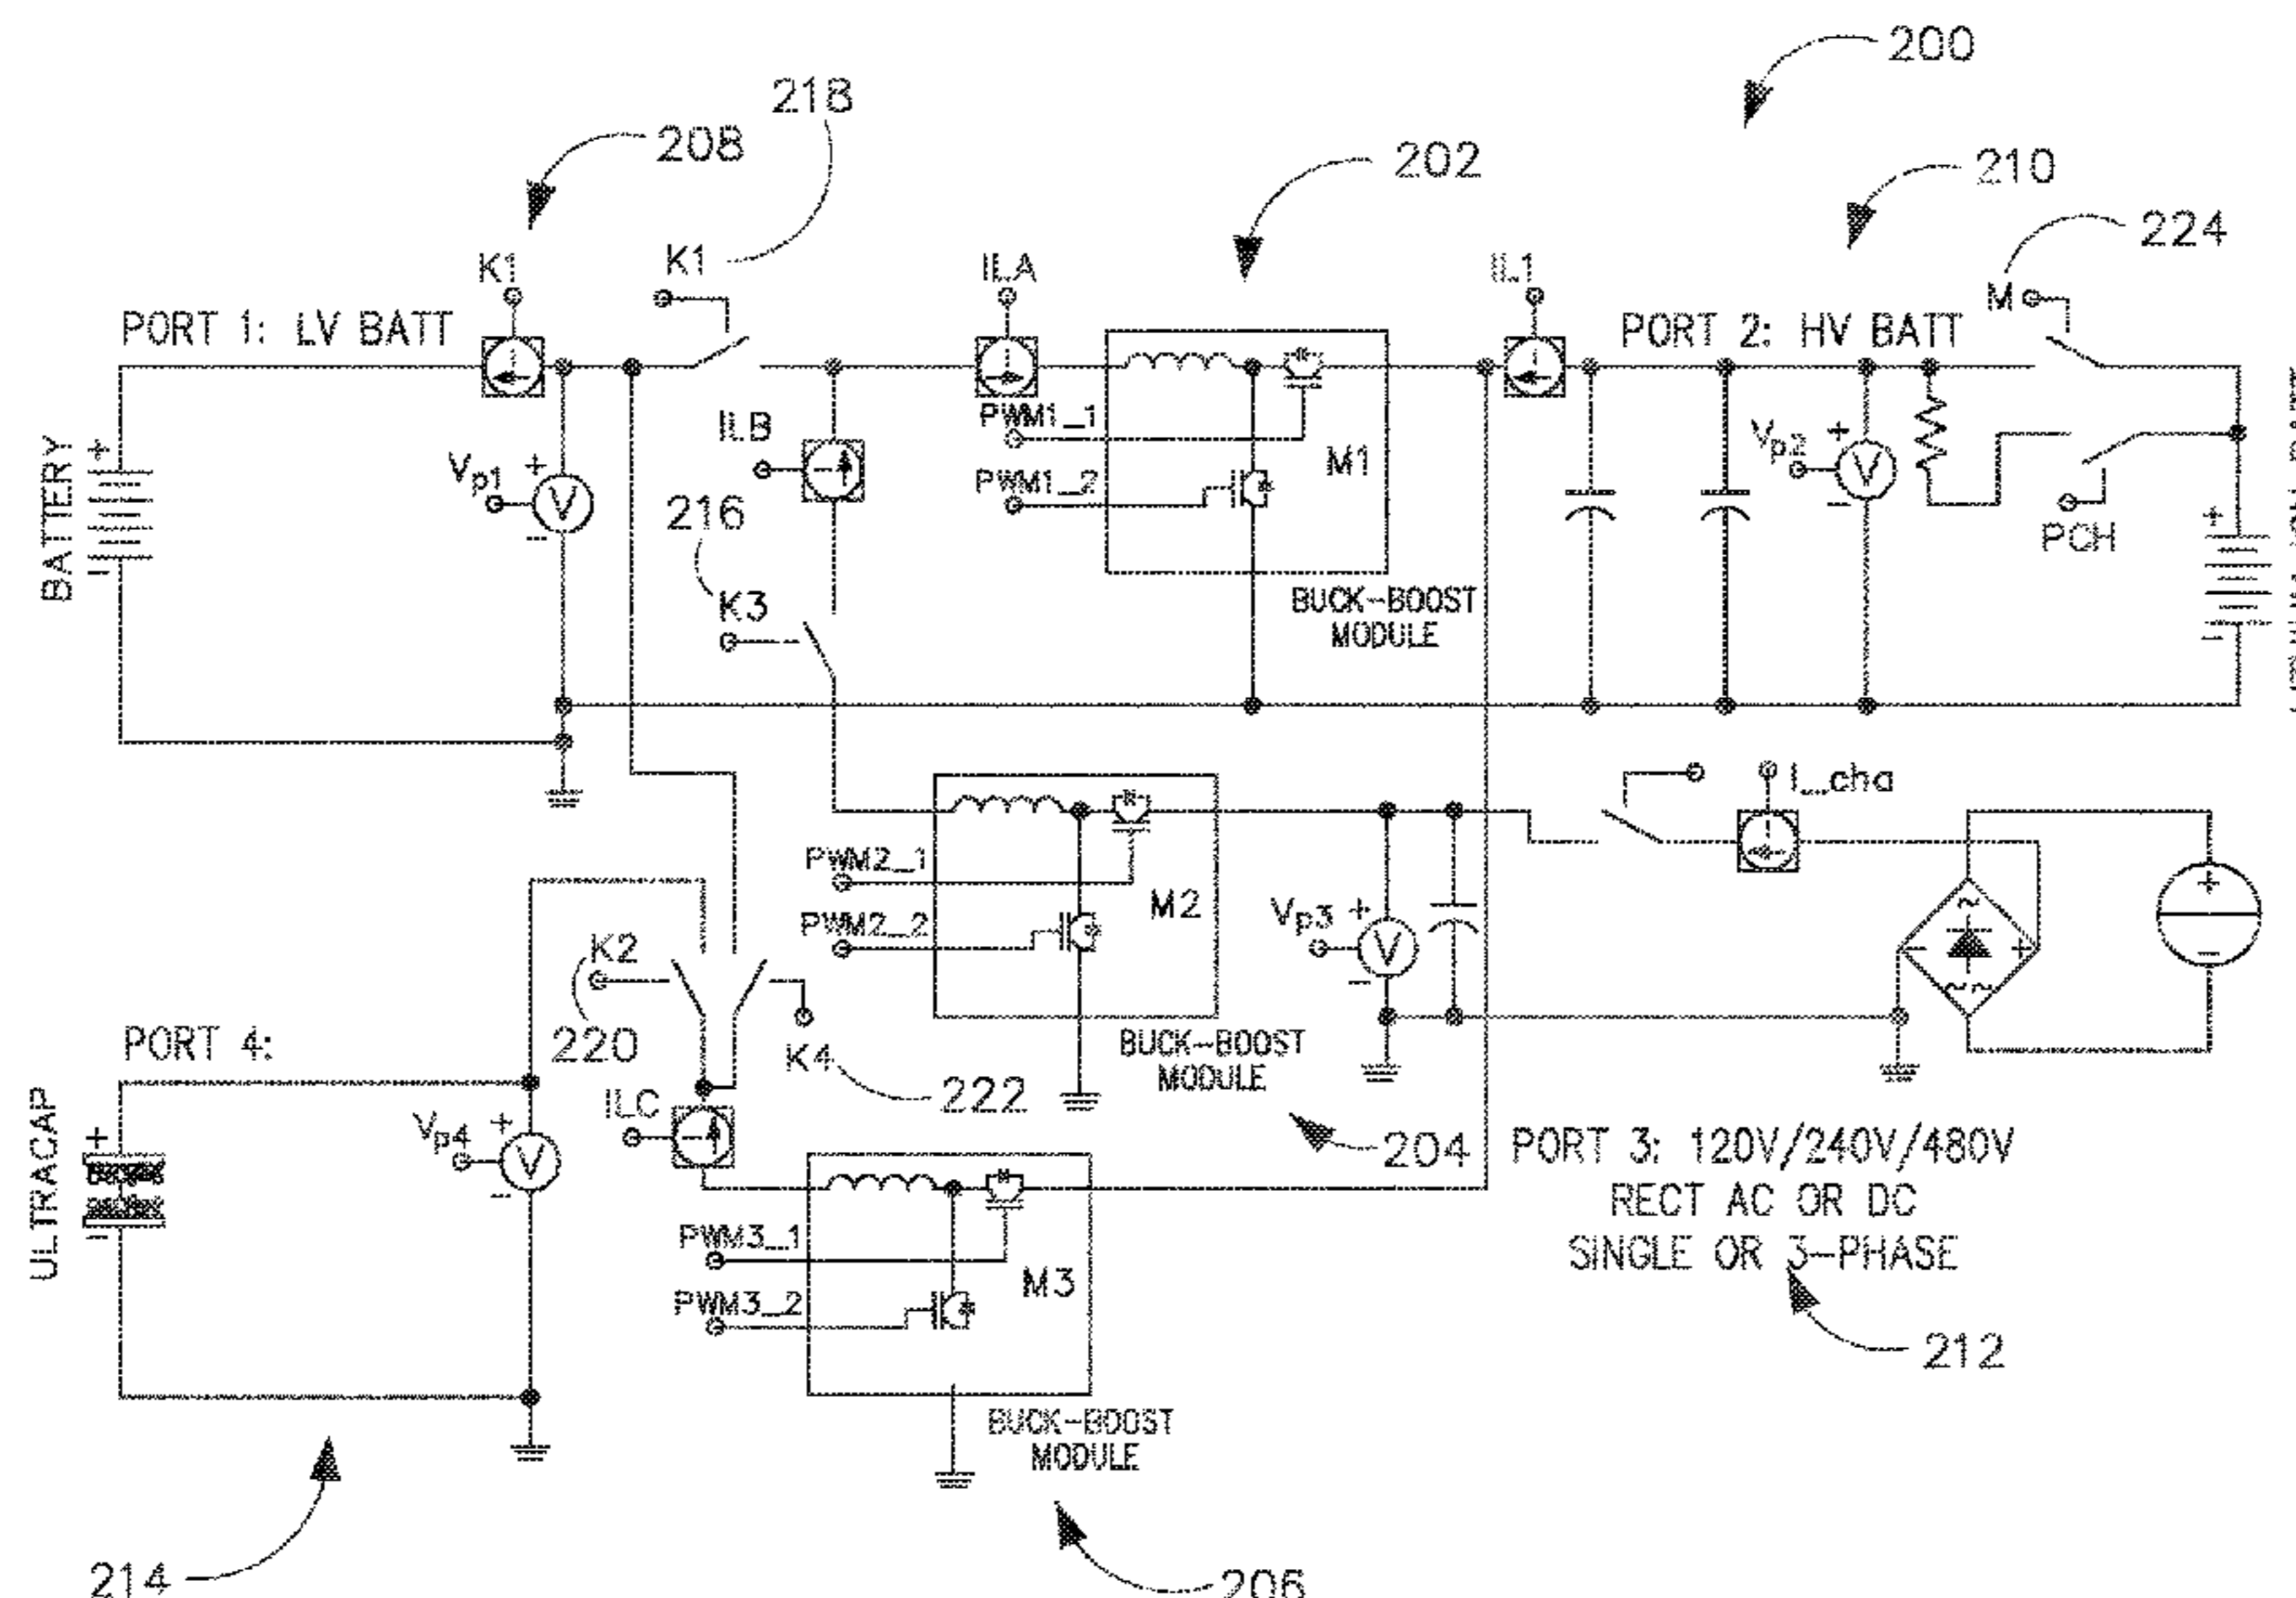 200
218
208
202
210
224
K1
K1
ILA
IL1
M
PORT 1: LV BATT
PORT 2: HV BATT
PWM1_1
ILB
Vp1
+
V
-
M1
Vp2
+
V
-
BATTERY
+
-
PWM1_2
216
PCH
+
-
K3
BUCK-BOOST
MODULE
I_cha
PWM2_1
M2
PWM2_2
Vp3
+
V
-
~
-
+
~~
+
-
K2
220
PORT 4:
K4
222
BUCK-BOOST
MODULE
ILC
ULTRACAP
+
-
Vp4
+
V
-
204
PORT 3: 120V/240V/480V
RECT AC OR DC
SINGLE OR 3-PHASE
PWM3_1
M3
PWM3_2
212
BUCK-BOOST
MODULE
214
206